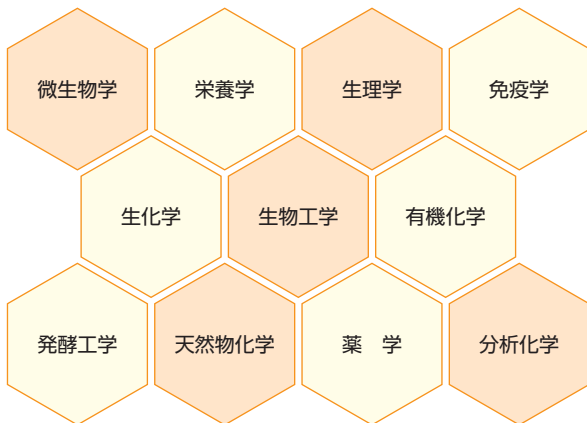 微生物学
栄養学
生理学
免疫学
生化学
生物工学
有機化学
発酵工学
天然物化学
薬　学
分析化学